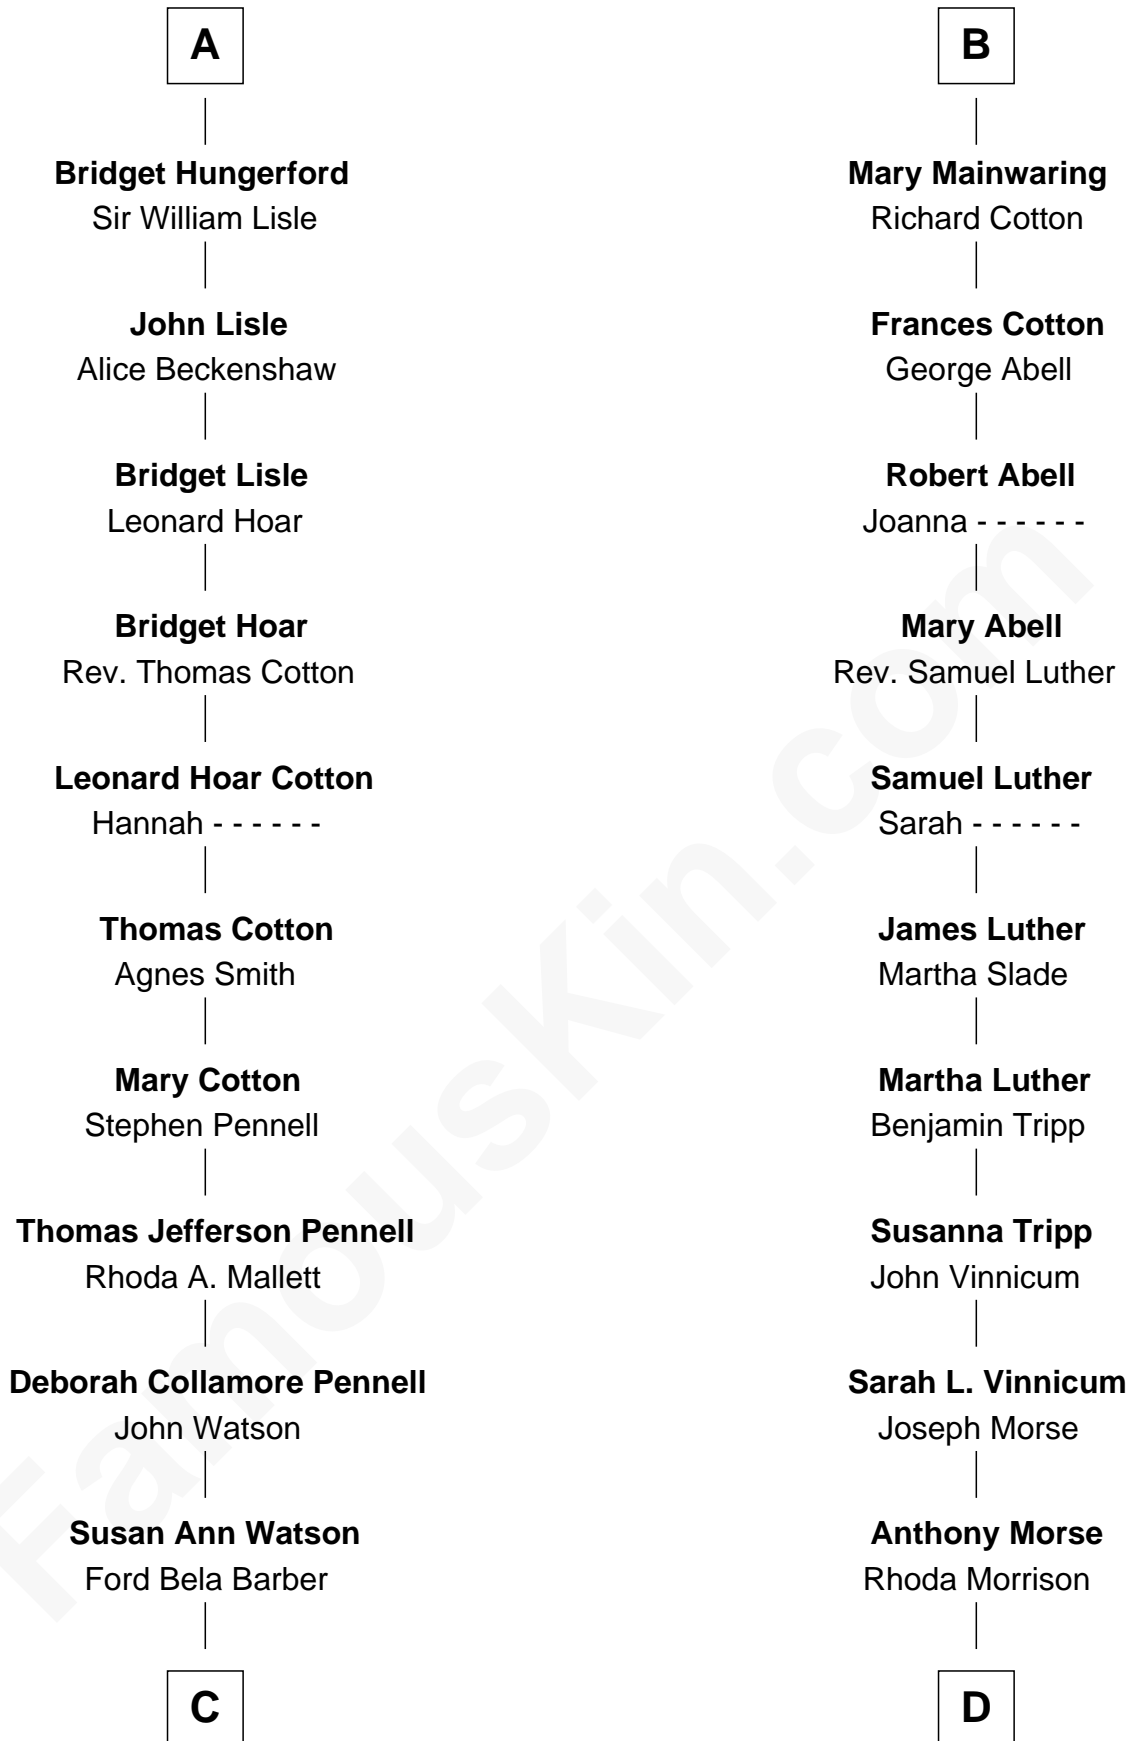 A
Bridget Hungerford
Sir William Lisle
John Lisle
Alice Beckenshaw
Bridget Lisle
Leonard Hoar
Bridget Hoar
Rev. Thomas Cotton
Leonard Hoar Cotton
Hannah - - - - - -
Thomas Cotton
Agnes Smith
Mary Cotton
Stephen Pennell
Thomas Jefferson Pennell
Rhoda A. Mallett
Deborah Collamore Pennell
John Watson
Susan Ann Watson
Ford Bela Barber
C
B
Mary Mainwaring
Richard Cotton
Frances Cotton
George Abell
Robert Abell
Joanna - - - - - -
Mary Abell
Rev. Samuel Luther
Samuel Luther
Sarah - - - - - -
James Luther
Martha Slade
Martha Luther
Benjamin Tripp
Susanna Tripp
John Vinnicum
Sarah L. Vinnicum
Joseph Morse
Anthony Morse
Rhoda Morrison
D
FamousKin.com